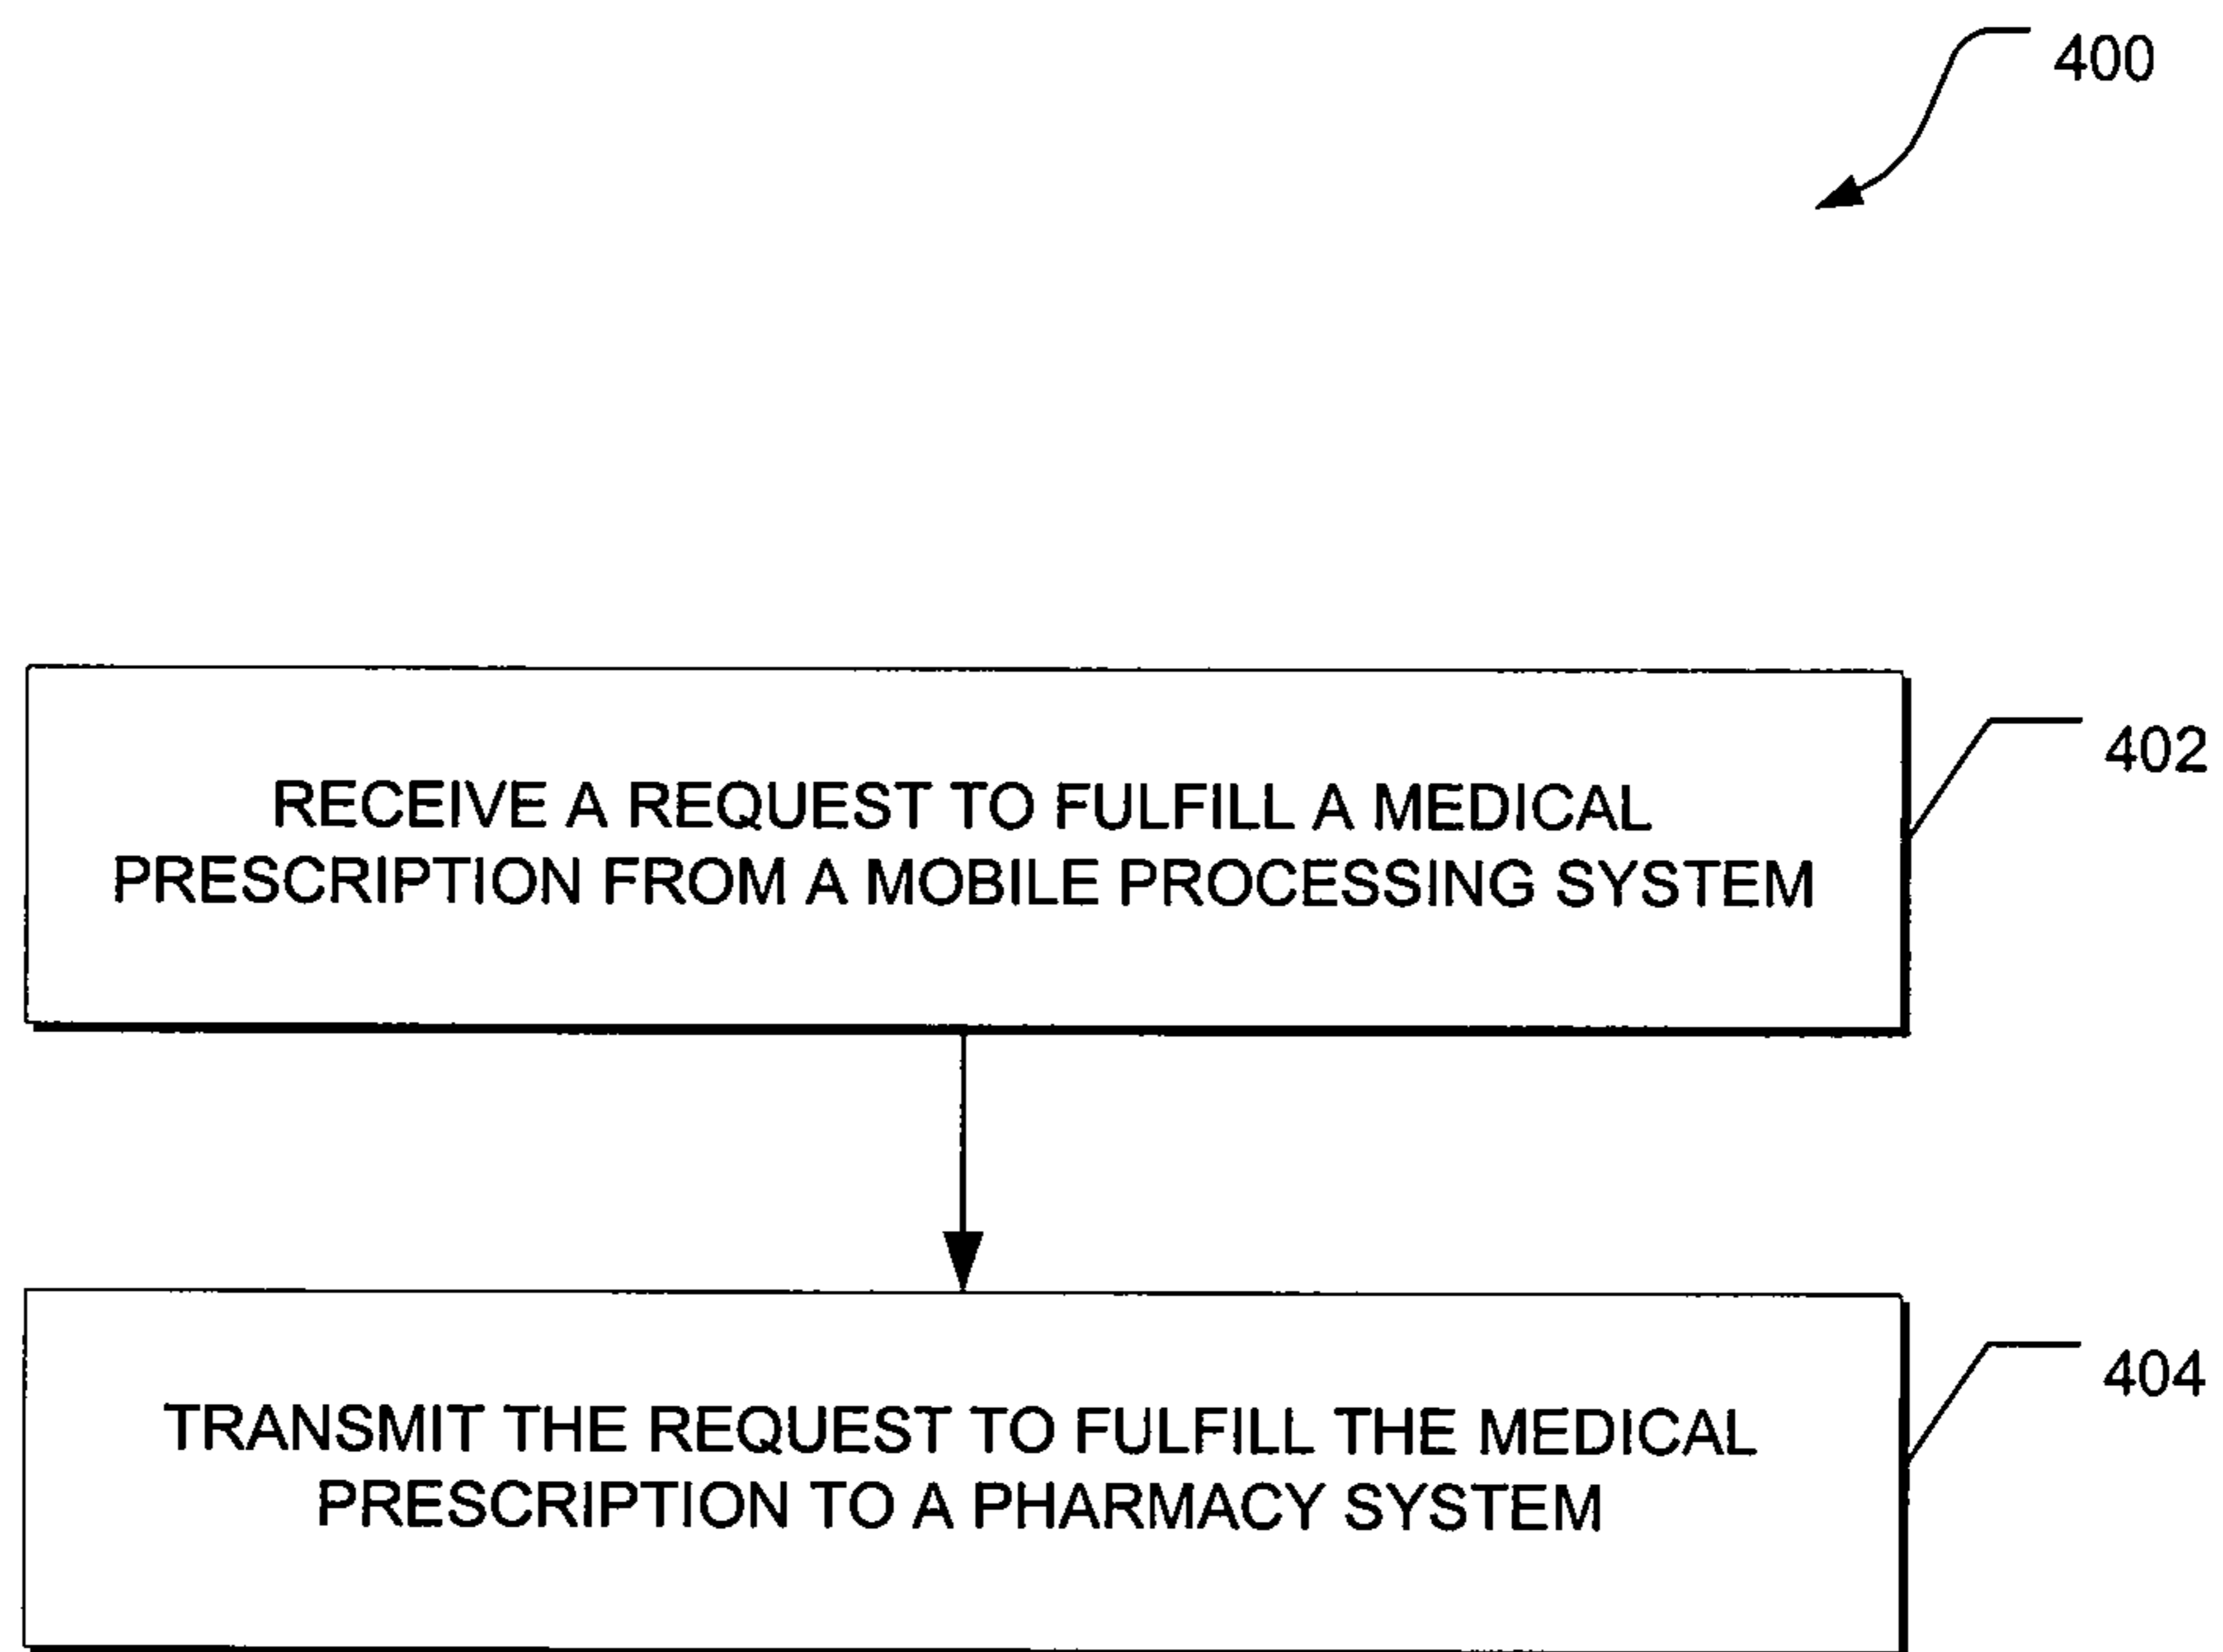 400
402
RECEIVE A REQUEST TO FULFILL A MEDICAL
PRESCRIPTION FROM A MOBILE PROCESSING SYSTEM
404
TRANSMIT THE REQUEST TO FULFILL THE MEDICAL
PRESCRIPTION TO A PHARMACY SYSTEM